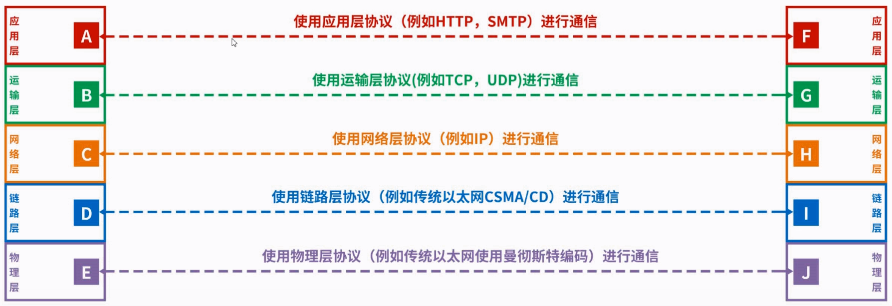 应用层 A 使用应用层协议（例如HTTP，SMTP）进行通信 F 应用层
运输层 B 使用运输层协议(例如TCP，UDP)进行通信 G 运输层
网络层 C 使用网络层协议（例如IP）进行通信 H 网络层
链路层 D 使用链路层协议（例如传统以太网CSMA/CD）进行通信 I 链路层
物理层 E 使用物理层协议（例如传统以太网使用曼彻斯特编码）进行通信 J 物理层